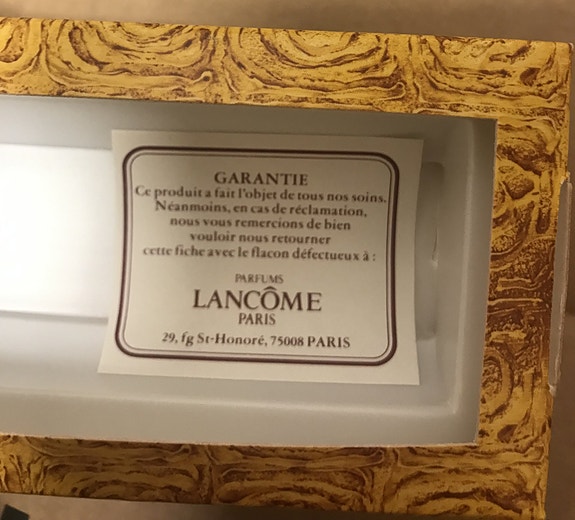 GARANTIE
Ce produit a fait l'objet de tous nos soins.
Néanmoins, en cas de réclamation,
nous vous remercions de bien
vouloir nous retourner
cette fiche avec le flacon défectueux à :
PARFUMS
LANCÔME
PARIS
29, fg St-Honoré, 75008 PARIS